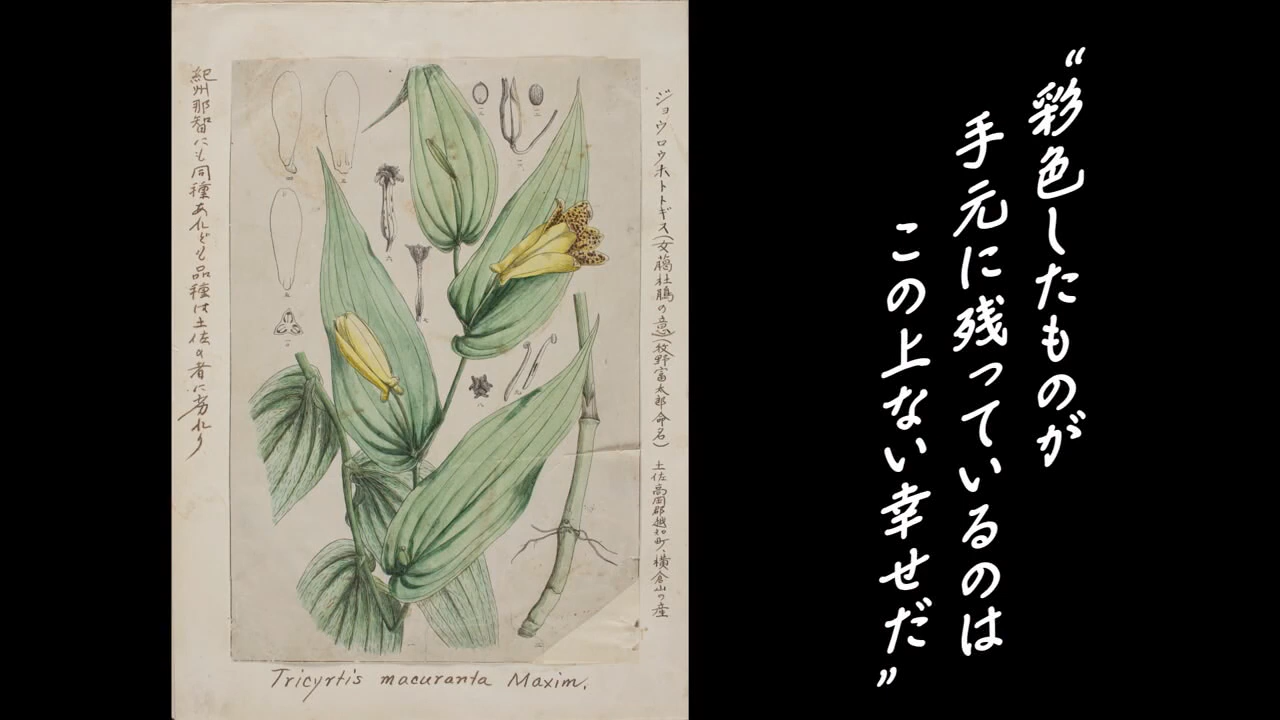 “彩色したものが
手元に残っているのは
この上ない幸せだ”
ジョウロウホトトギス(女﨟杜鵑の意)(牧野富太郎命名) 土佐高岡郡越知町、横倉山の産
紀州那智にも同種あれども品種は土佐の者に劣れり
Tricyrtis macuranta Maxim.